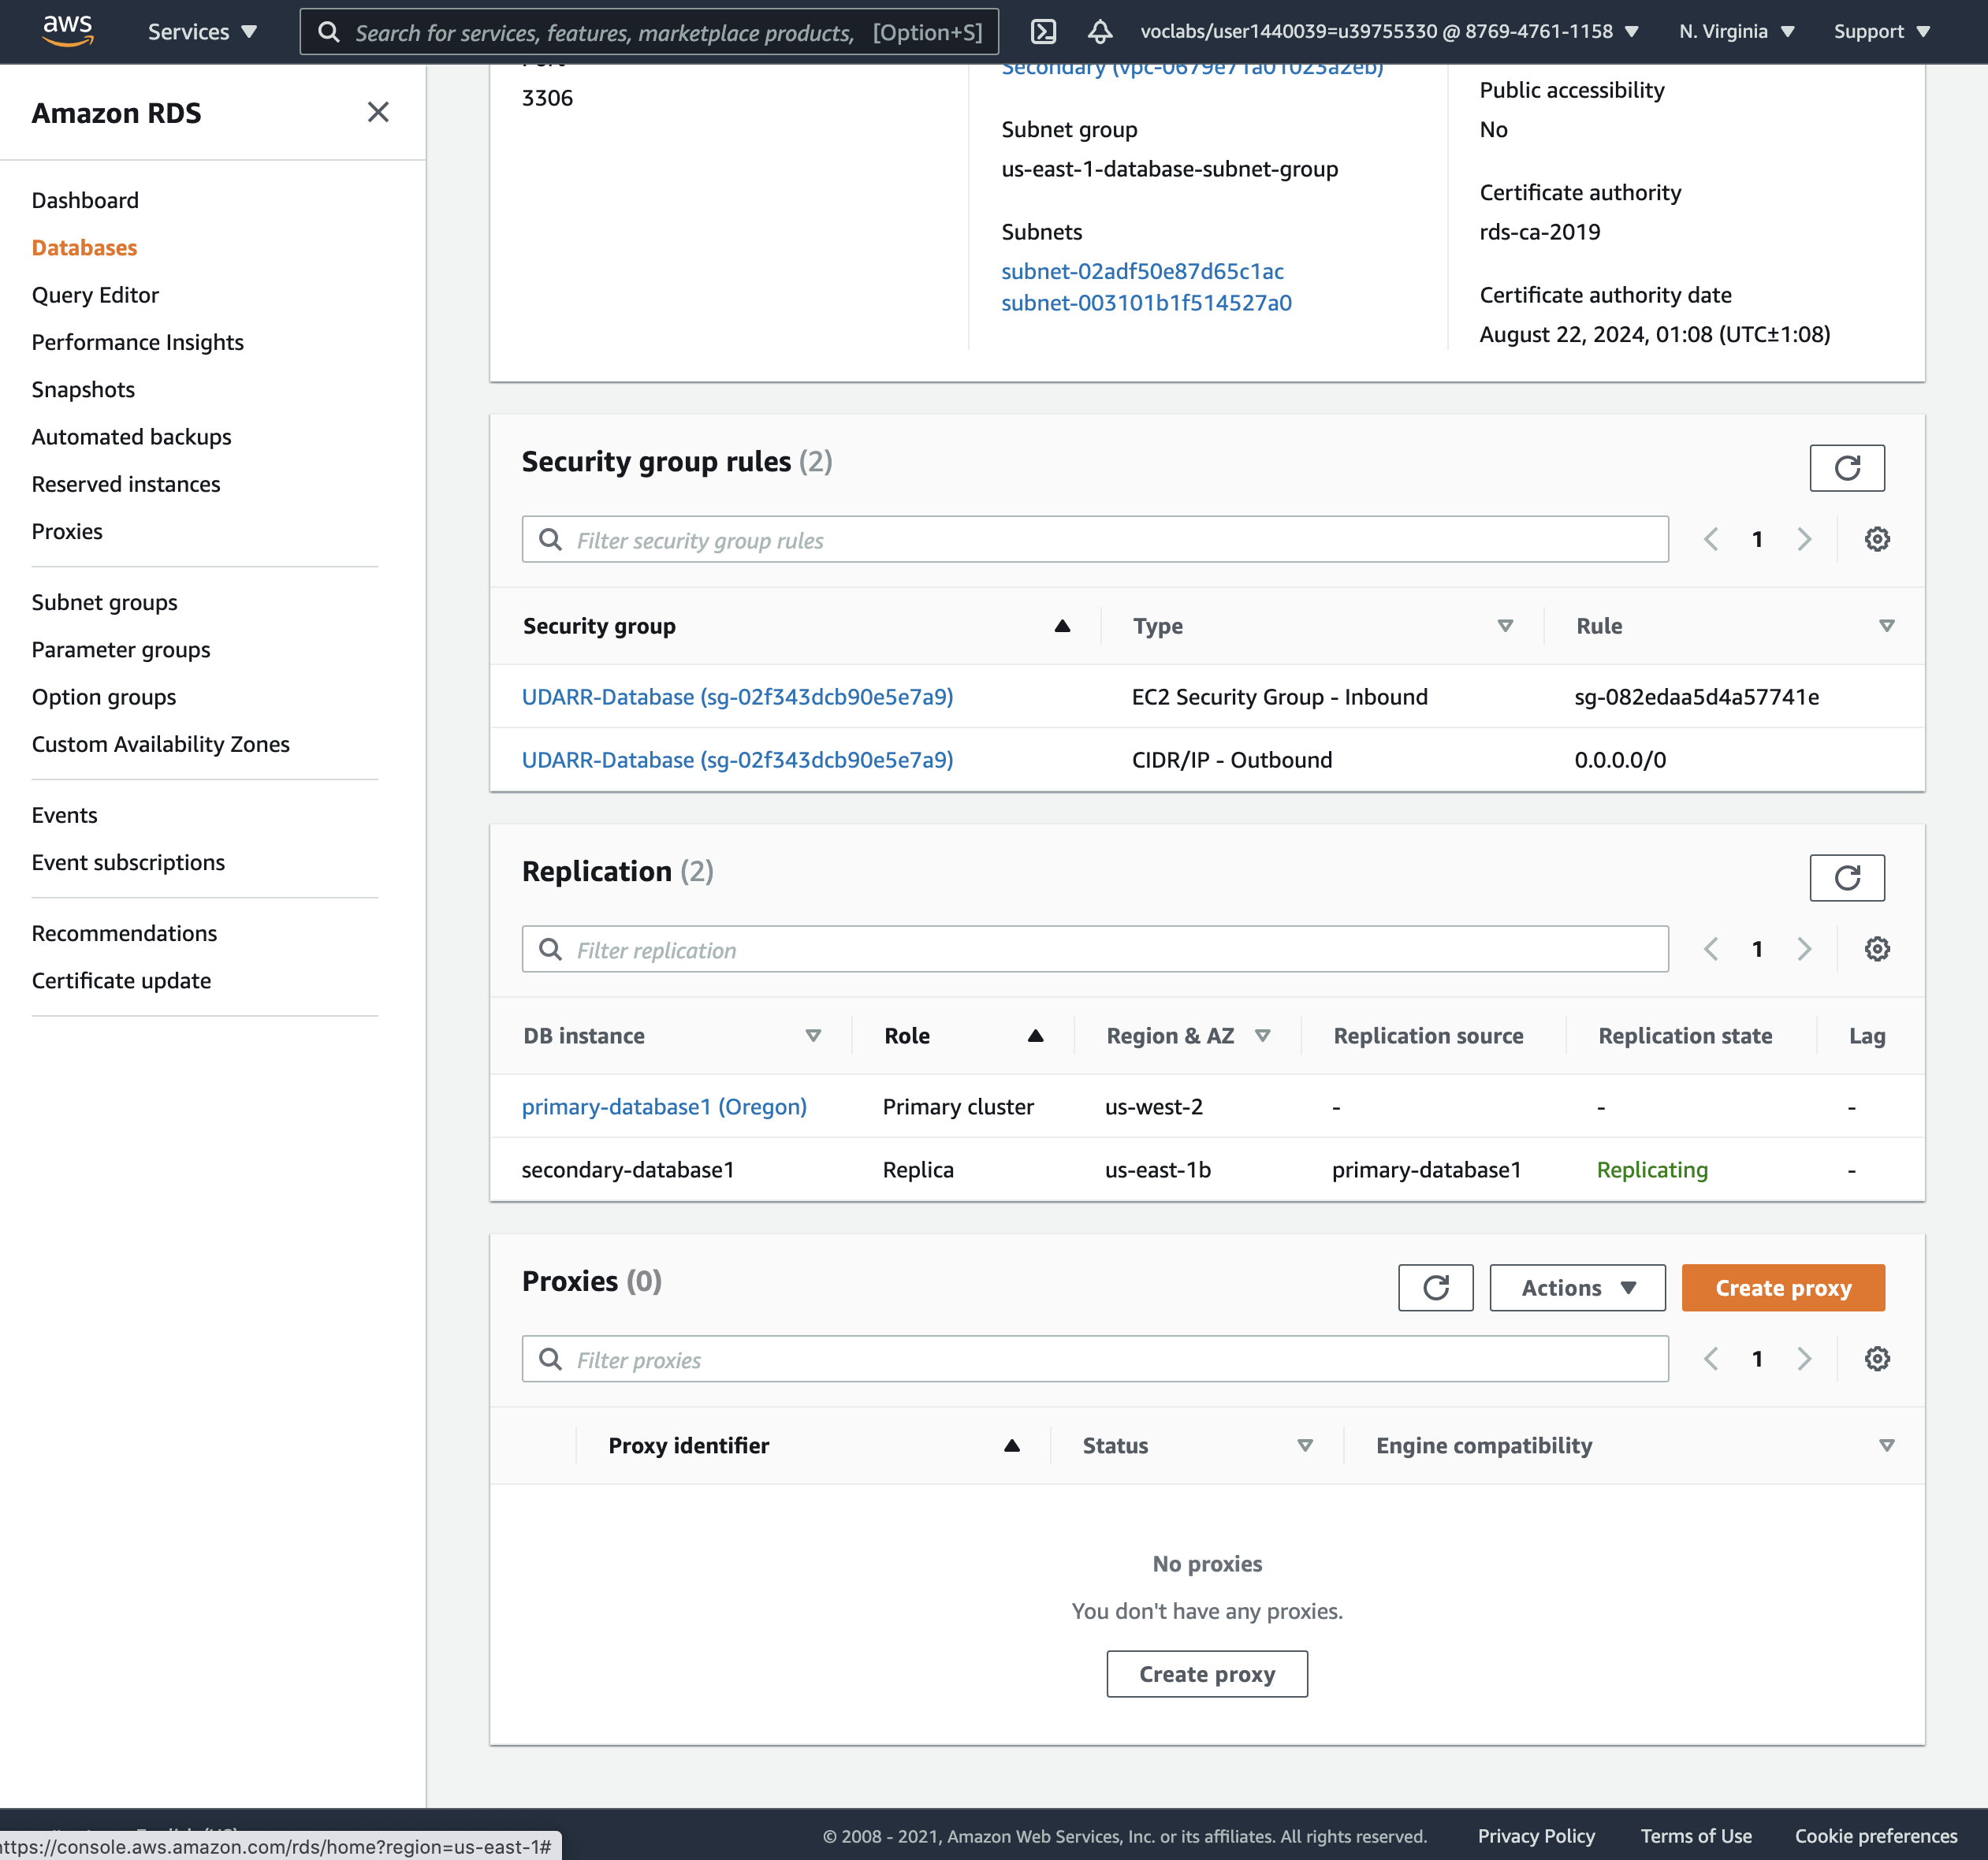 aws
Services
Search for services, features, marketplace products, [Option+S]
voclabs/user1440039=u39755330 @ 8769-4761-1158
N. Virginia
Support
Amazon RDS
Dashboard
Databases
Query Editor
Performance Insights
Snapshots
Automated backups
Reserved instances
Proxies
Subnet groups
Parameter groups
Option groups
Custom Availability Zones
Events
Event subscriptions
Recommendations
Certificate update
Port
3306
Secondary (vpc-0679e71a01023a2eb)
Subnet group
us-east-1-database-subnet-group
Subnets
subnet-02adf50e87d65c1ac
subnet-003101b1f514527a0
Public accessibility
No
Certificate authority
rds-ca-2019
Certificate authority date
August 22, 2024, 01:08 (UTC±1:08)
Security group rules (2)
Filter security group rules
1
Security group Type Rule
UDARR-Database (sg-02f343dcb90e5e7a9) EC2 Security Group - Inbound sg-082edaa5d4a57741e
UDARR-Database (sg-02f343dcb90e5e7a9) CIDR/IP - Outbound 0.0.0.0/0
Replication (2)
Filter replication
1
DB instance Role Region & AZ Replication source Replication state Lag
primary-database1 (Oregon) Primary cluster us-west-2 - - -
secondary-database1 Replica us-east-1b primary-database1 Replicating -
Proxies (0)
Actions
Create proxy
Filter proxies
1
Proxy identifier Status Engine compatibility
No proxies
You don't have any proxies.
Create proxy
© 2008 - 2021, Amazon Web Services, Inc. or its affiliates. All rights reserved.
Privacy Policy
Terms of Use
Cookie preferences
ttps://console.aws.amazon.com/rds/home?region=us-east-1#